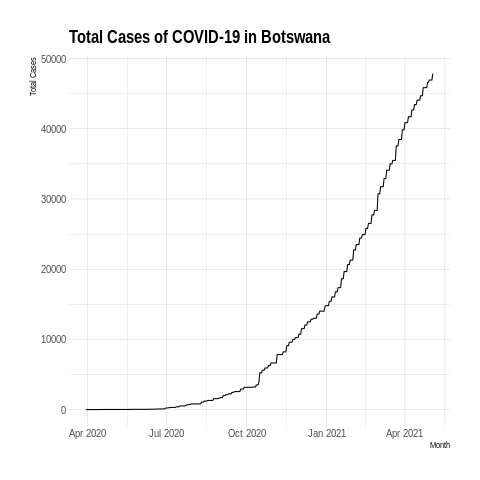 Total Cases of COVID-19 in Botswana
Total Cases
50000
40000
30000
20000
10000
0
Apr 2020 Jul 2020 Oct 2020 Jan 2021 Apr 2021
Month